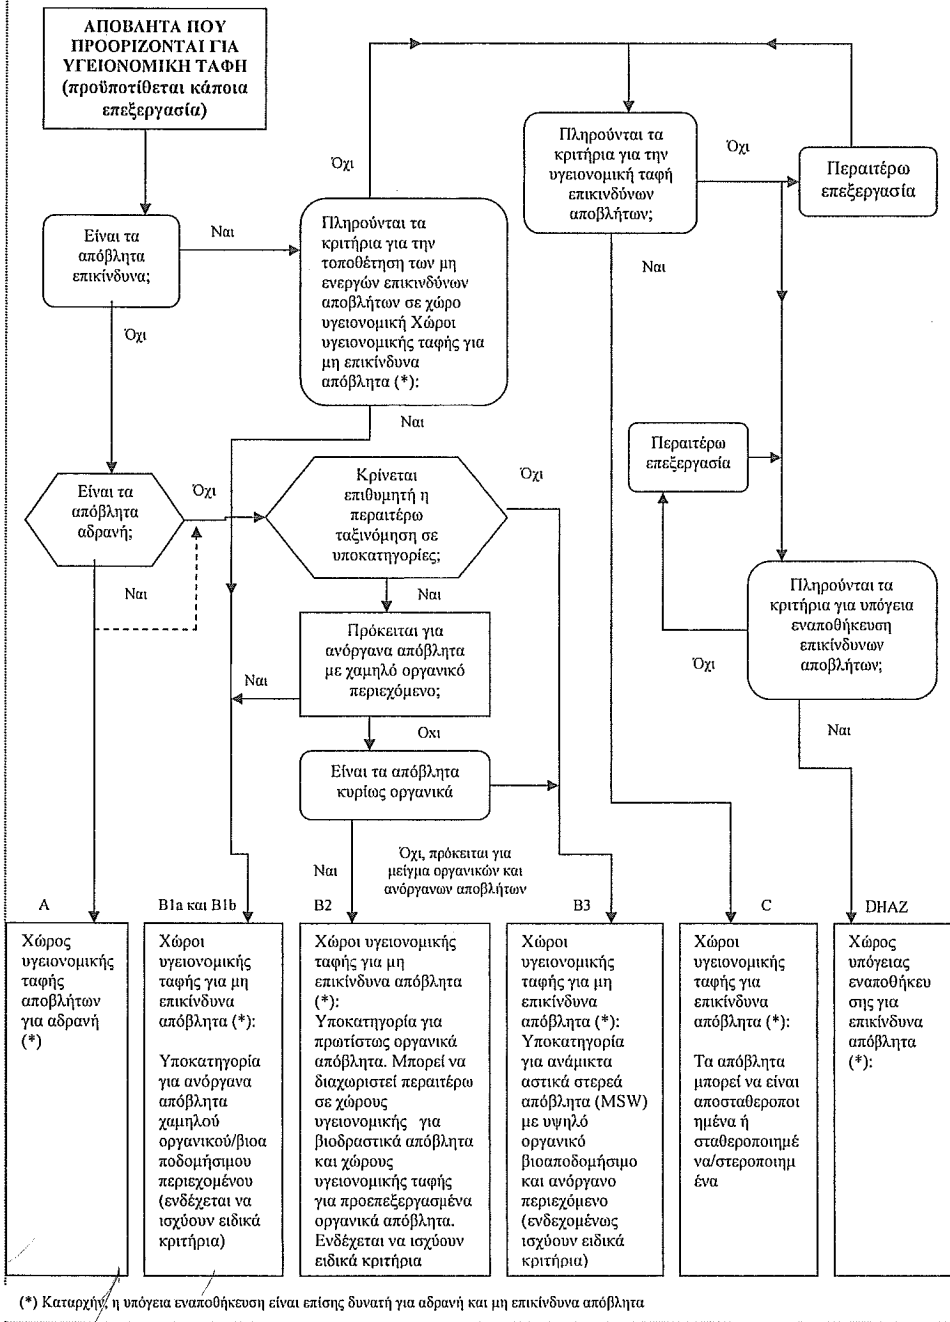 ΑΠΟΒΛΗΤΑ ΠΟΥ
ΠΡΟΟΡΙΖΟΝΤΑΙ ΓΙΑ
ΥΓΕΙΟΝΟΜΙΚΗ ΤΑΦΗ
(προϋποτίθεται κάποια
επεξεργασία)
Είναι τα
απόβλητα
επικίνδυνα;
Ναι
Όχι
Πληρούνται τα
κριτήρια για την
τοποθέτηση των μη
ενεργών επικινδύνων
αποβλήτων σε χώρο
υγειονομική Χώροι
υγειονομικής ταφής για
μη επικίνδυνα
απόβλητα (*):
Όχι
Ναι
Πληρούνται τα
κριτήρια για την
υγειονομική ταφή
επικινδύνων
αποβλήτων;
Όχι
Ναι
Περαιτέρω
επεξεργασία
Είναι τα
απόβλητα
αδρανή;
Όχι
Ναι
Κρίνεται
επιθυμητή η
περαιτέρω
ταξινόμηση σε
υποκατηγορίες;
Όχι
Ναι
Περαιτέρω
επεξεργασία
Πληρούνται τα
κριτήρια για υπόγεια
εναποθήκευση
επικίνδυνων
αποβλήτων;
Όχι
Ναι
Πρόκειται για
ανόργανα απόβλητα
με χαμηλό οργανικό
περιεχόμενο;
Ναι
Οχι
Είναι τα απόβλητα
κυρίως οργανικά
Ναι
Όχι, πρόκειται για
μείγμα οργανικών και
ανόργανων αποβλήτων
A
Χώρος
υγειονομικής
ταφής
αποβλήτων
για αδρανή
(*)
B1a και B1b
Χώροι
υγειονομικής
ταφής για μη
επικίνδυνα
απόβλητα (*):
Υποκατηγορία
για ανόργανα
απόβλητα
χαμηλού
οργανικού/βιοα
ποδομήσιμου
περιεχομένου
(ενδέχεται να
ισχύουν ειδικά
κριτήρια)
B2
Χώροι υγειονομικής
ταφής για μη
επικίνδυνα απόβλητα
(*):
Υποκατηγορία για
πρωτίστως οργανικά
απόβλητα. Μπορεί να
διαχωριστεί περαιτέρω
σε χώρους
υγειονομικής για
βιοδραστικά απόβλητα
και χώρους
υγειονομικής ταφής
για προεπεξεργασμένα
οργανικά απόβλητα.
Ενδέχεται να ισχύουν
ειδικά κριτήρια
B3
Χώροι
υγειονομικής
ταφής για μη
επικίνδυνα
απόβλητα (*):
Υποκατηγορία
για ανάμικτα
αστικά στερεά
απόβλητα (MSW)
με υψηλό
οργανικό
βιοαποδομήσιμο
και ανόργανο
περιεχόμενο
(ενδεχομένως
ισχύουν ειδικά
κριτήρια)
C
Χώροι
υγειονομικής
ταφής για
επικίνδυνα
απόβλητα (*):
Τα απόβλητα
μπορεί να είναι
αποσταθεροποι
ημένα ή
σταθεροποιημέ
να/στεροποιημ
ένα
DHAZ
Χώρος
υπόγειας
εναποθήκευ
σης για
επικίνδυνα
απόβλητα
(*):
(*) Καταρχήν, η υπόγεια εναποθήκευση είναι επίσης δυνατή για αδρανή και μη επικίνδυνα απόβλητα